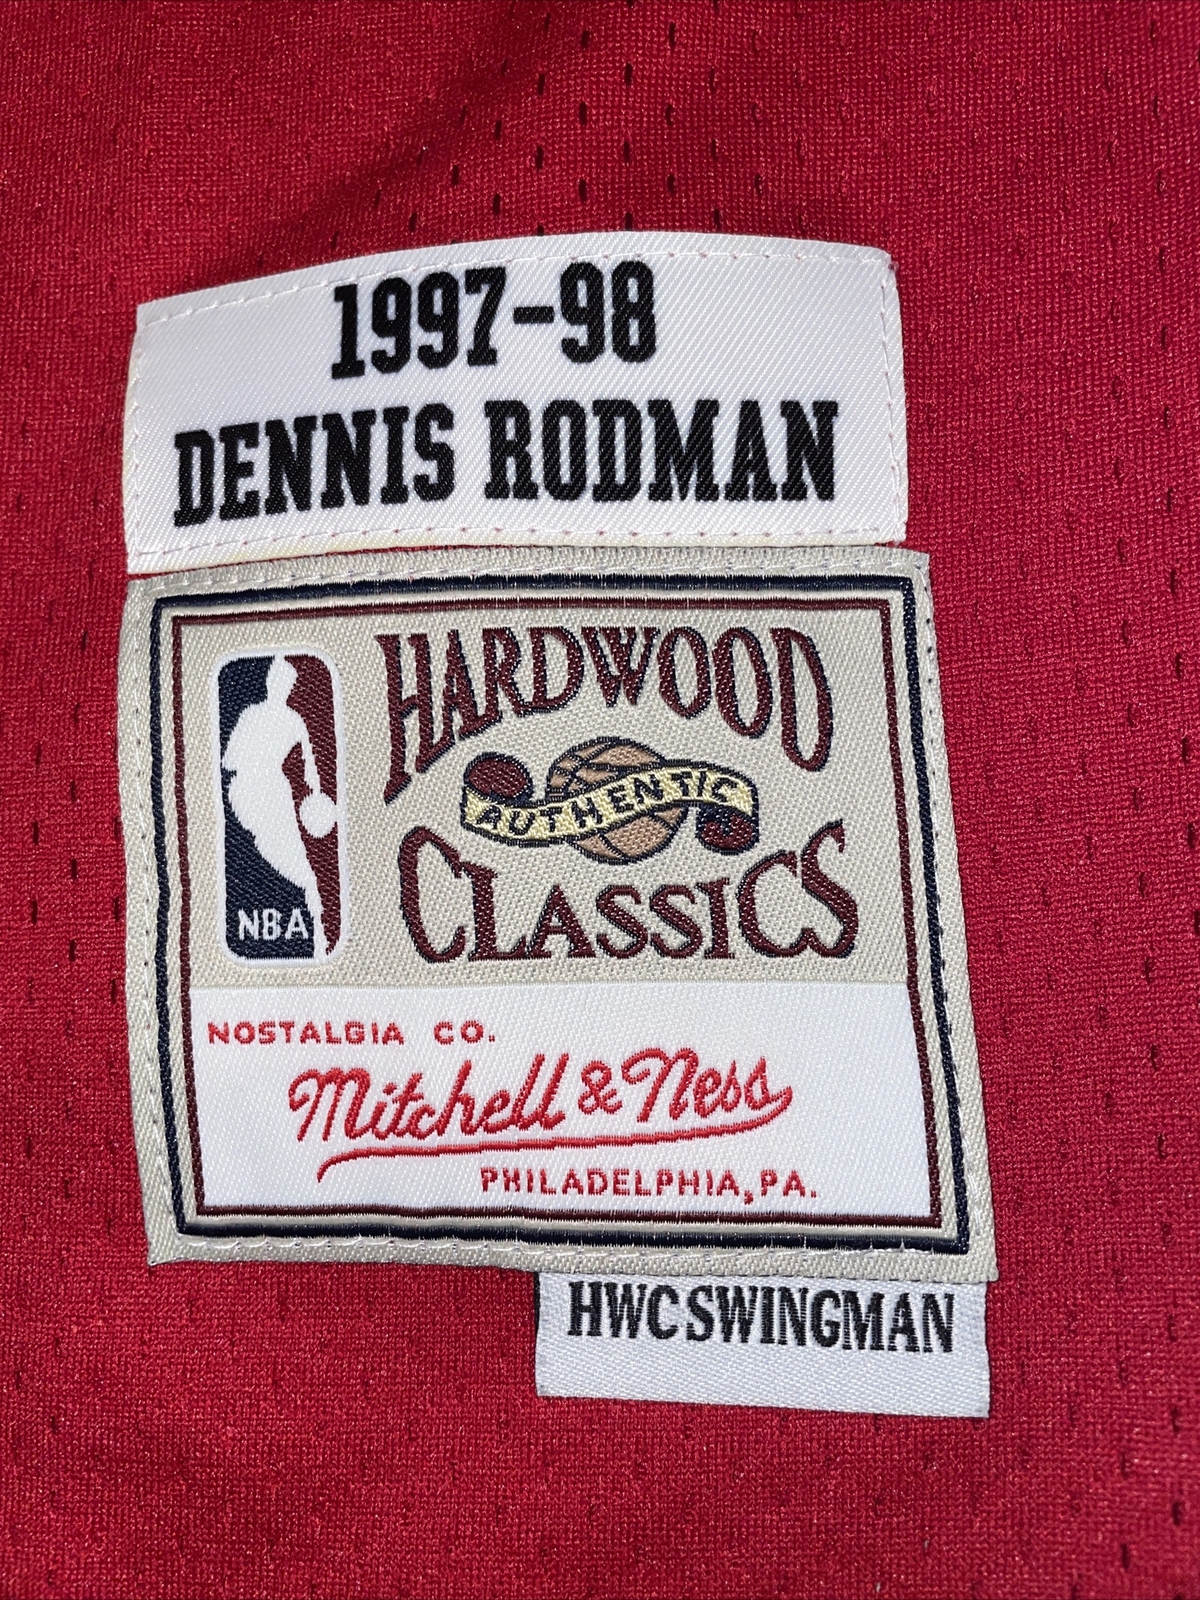 1997-98
DENNIS RODMAN
HARDWOOD
AUTHENTIC
CLASSICS
NBA
NOSTALGIA CO.
Mitchell & Ness
PHILADELPHIA, PA.
HWC SWINGMAN